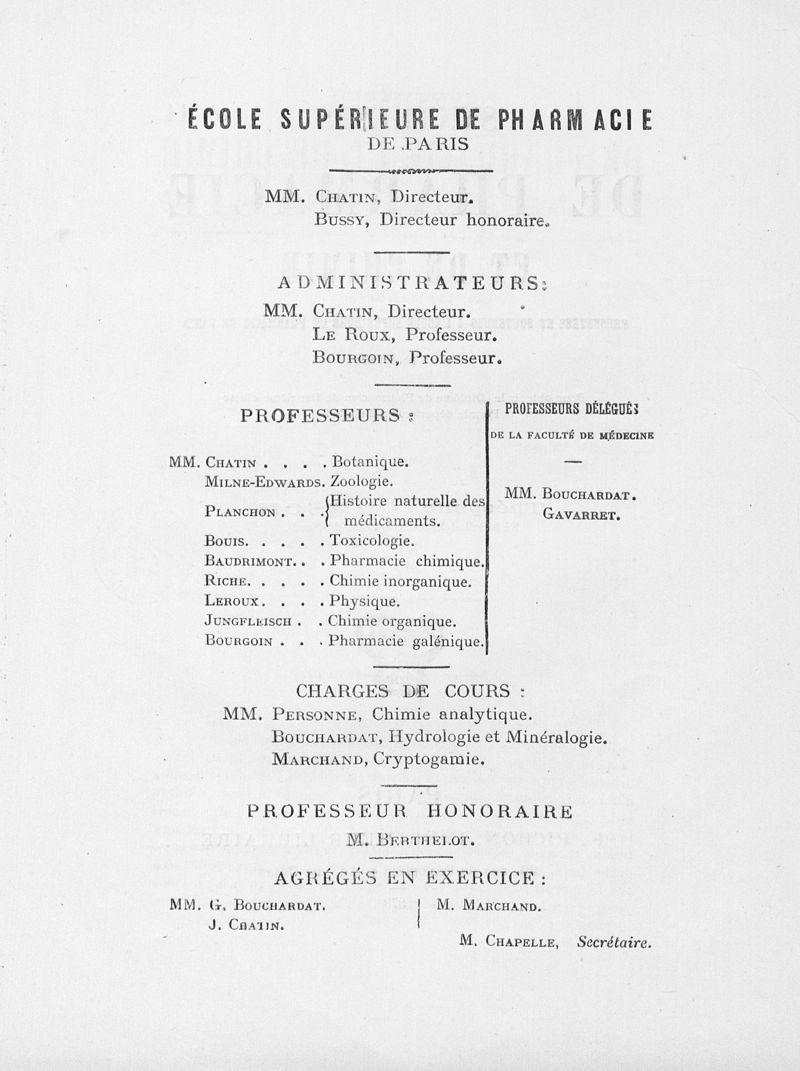 ÉCOLE SUPÉRIEURE DE PHARMACIE
DE PARIS
MM. CHATIN, Directeur.
BUSSY, Directeur honoraire.
ADMINISTRATEURS:
MM. CHATIN, Directeur.
LE ROUX, Professeur.
BOURGOIN, Professeur.
PROFESSEURS :
MM. CHATIN . . . . Botanique.
MILNE-EDWARDS. Zoologie.
PLANCHON . . . { Histoire naturelle des
médicaments.
BOUIS. . . . . Toxicologie.
BAUDRIMONT. . . Pharmacie chimique.
RICHE. . . . . Chimie inorganique.
LEROUX. . . . Physique.
JUNGFLEISCH . . Chimie organique.
BOURGOIN . . . Pharmacie galénique.
PROFESSEURS DÉLÉGUÉS
DE LA FACULTÉ DE MÉDECINE
MM. BOUCHARDAT.
GAVARRET.
CHARGES DE COURS :
MM. PERSONNE, Chimie analytique.
BOUCHARDAT, Hydrologie et Minéralogie.
MARCHAND, Cryptogamie.
PROFESSEUR HONORAIRE
M. BERTHELOT.
AGRÉGÉS EN EXERCICE :
MM. G. BOUCHARDAT.
J. CHATIN.
M. MARCHAND.
M. CHAPELLE, Secrétaire.